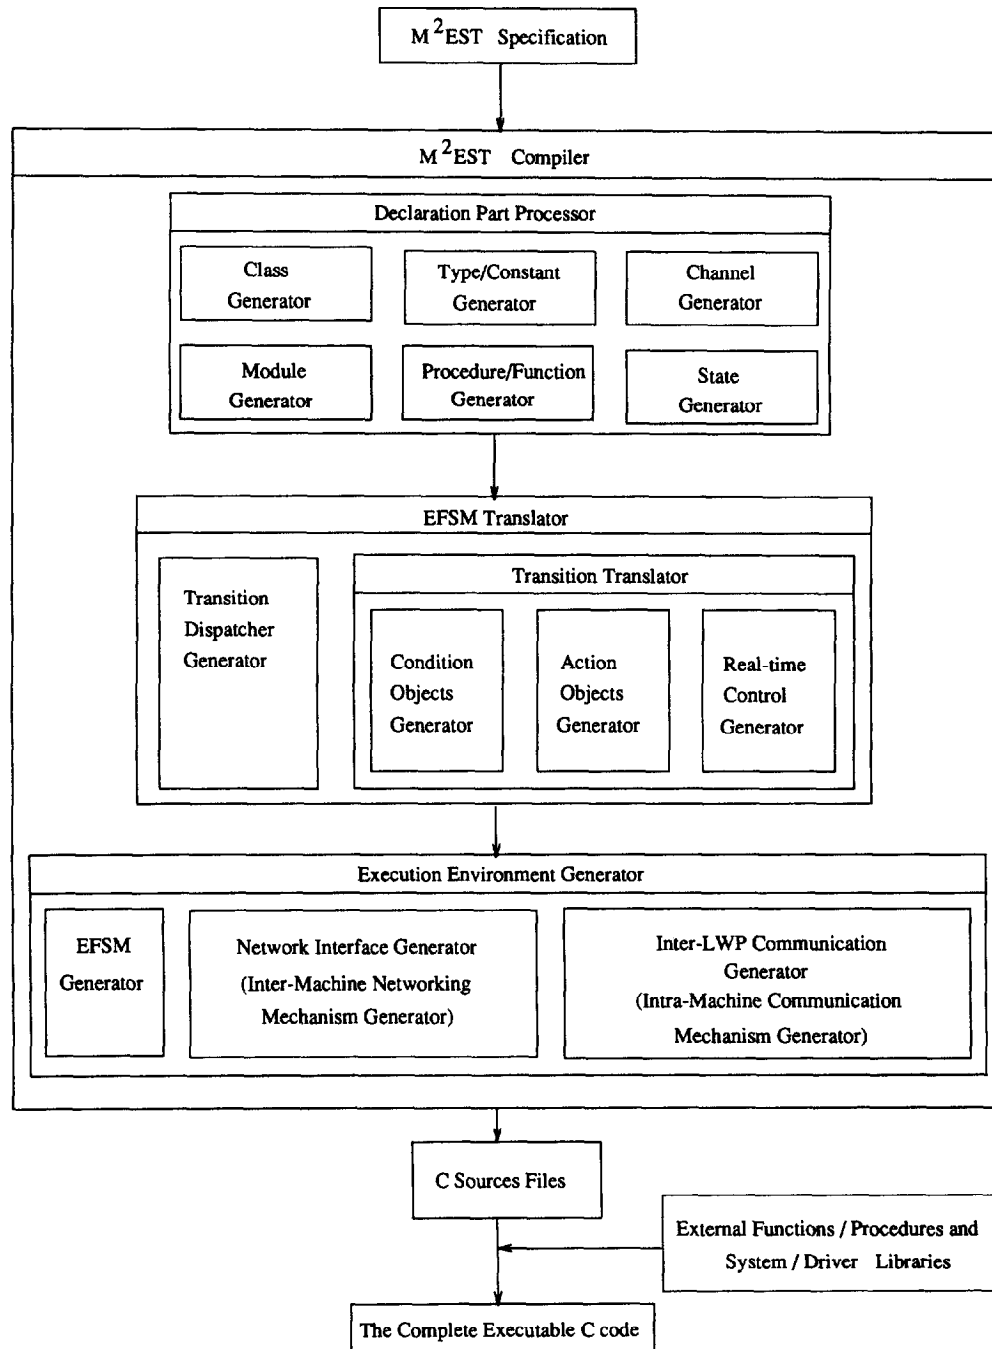 M²EST Specification
M²EST Compiler
Declaration Part Processor
Class
Generator
Type/Constant
Generator
Channel
Generator
Module
Generator
Procedure/Function
Generator
State
Generator
EFSM Translator
Transition
Dispatcher
Generator
Transition Translator
Condition
Objects
Generator
Action
Objects
Generator
Real-time
Control
Generator
Execution Environment Generator
EFSM
Generator
Network Interface Generator
(Inter-Machine Networking
Mechanism Generator)
Inter-LWP Communication
Generator
(Intra-Machine Communication
Mechanism Generator)
C Sources Files
External Functions / Procedures and
System / Driver Libraries
The Complete Executable C code